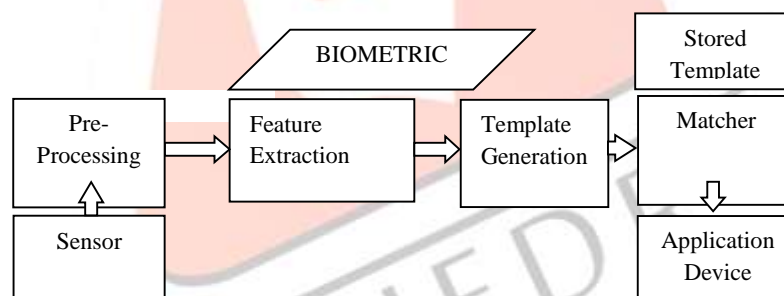 BIOMETRIC
Stored
Template
Pre-
Processing
Feature
Extraction
Template
Generation
Matcher
Sensor
Application
Device